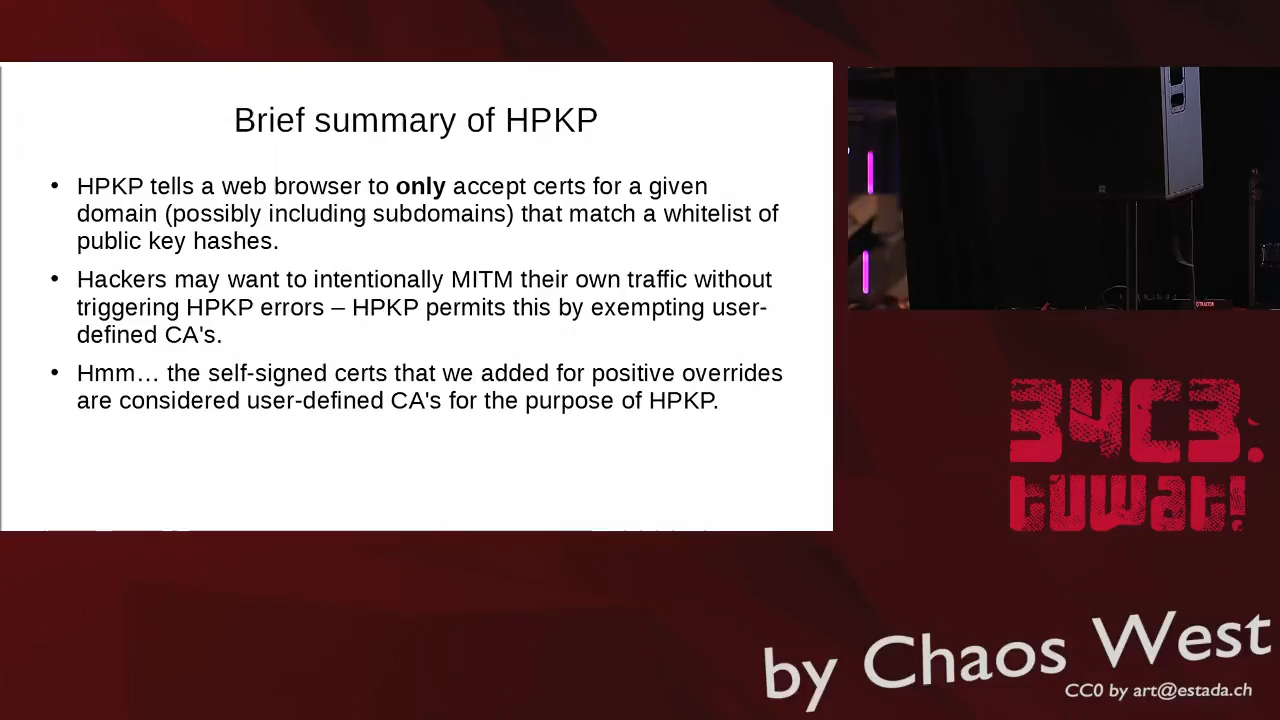 Brief summary of HPKP
• HPKP tells a web browser to only accept certs for a given
domain (possibly including subdomains) that match a whitelist of
public key hashes.
• Hackers may want to intentionally MITM their own traffic without
triggering HPKP errors – HPKP permits this by exempting user-
defined CA's.
• Hmm… the self-signed certs that we added for positive overrides
are considered user-defined CA's for the purpose of HPKP.
TRAKTOR
34C3:
tuwat!
by Chaos West
CC0 by art@estada.ch